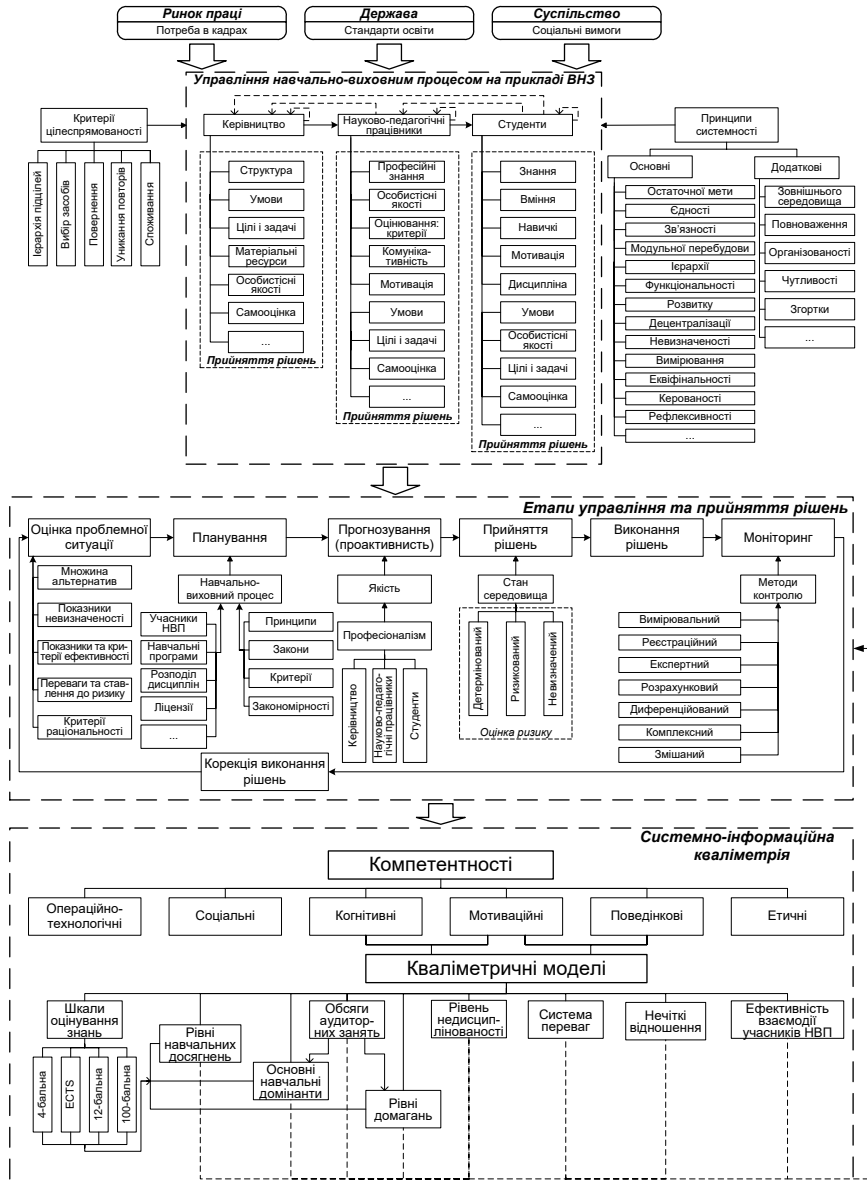 Ринок праці
Потреба в кадрах
Держава
Стандарти освіти
Суспільство
Соціальні вимоги
Управління навчально-виховним процесом на прикладі ВНЗ
Критерії
цілеспрямованості
Ієрархія підцілей
Вибір засобів
Повернення
Уникання повторів
Споживання
Керівництво
Структура
Умови
Цілі і задачі
Матеріальні
ресурси
Особистісні
якості
Самооцінка
...
Прийняття рішень
Науково-педагогічні
працівники
Професійні
знання
Особистісні
якості
Оцінювання:
критерії
Комуніка-
тивність
Мотивація
Умови
Цілі і задачі
Самооцінка
...
Прийняття рішень
Студенти
Знання
Вміння
Навичкі
Мотивація
Дисципліна
Умови
Особистісні
якості
Цілі і задачі
Самооцінка
...
Прийняття рішень
Принципи
системності
Основні
Остаточної мети
Єдності
Зв’язності
Модульної перебудови
Ієрархії
Функціональності
Розвитку
Децентралізації
Невизначеності
Вимірювання
Еквіфінальності
Керованості
Рефлексивності
...
Додаткові
Зовнішнього
середовища
Повноваження
Організованості
Чутливості
Згортки
...
Етапи управління та прийняття рішень
Оцінка проблемної
ситуації
Множина
альтернатив
Показники
невизначеності
Показники та кри-
терії ефективності
Переваги та став-
лення до ризику
Критерії
раціональності
Планування
Навчально-
виховний процес
Учасники
НВП
Навчальні
програми
Розподіл
дисциплін
Ліцензії
...
Принципи
Закони
Критерії
Закономірності
Прогнозування
(проактивність)
Якість
Професіоналізм
Керівництво
Науково-педаго-
гічні працівники
Студенти
Прийняття
рішень
Стан
середовища
Детермінований
Ризикований
Невизначений
Оцінка ризику
Виконання
рішень
Моніторинг
Методи
контролю
Вимірювальний
Реєстраційний
Експертний
Розрахунковий
Диференційований
Комплексний
Змішаний
Корекція виконання
рішень
Системно-інформаційна
кваліметрія
Компетентності
Операційно-
технологічні
Соціальні
Когнітивні
Мотиваційні
Поведінкові
Етичні
Кваліметричні моделі
Шкали
оцінування
знань
4-бальна
ECTS
12-бальна
100-бальна
Рівні
навчальних
досягнень
Основні
навчальні
домінанти
Обсяги
аудитор-
них занять
Рівні
домагань
Рівень
недисцип-
лінованості
Система
переваг
Нечіткі
відношення
Ефективність
взаємодії
учасників НВП